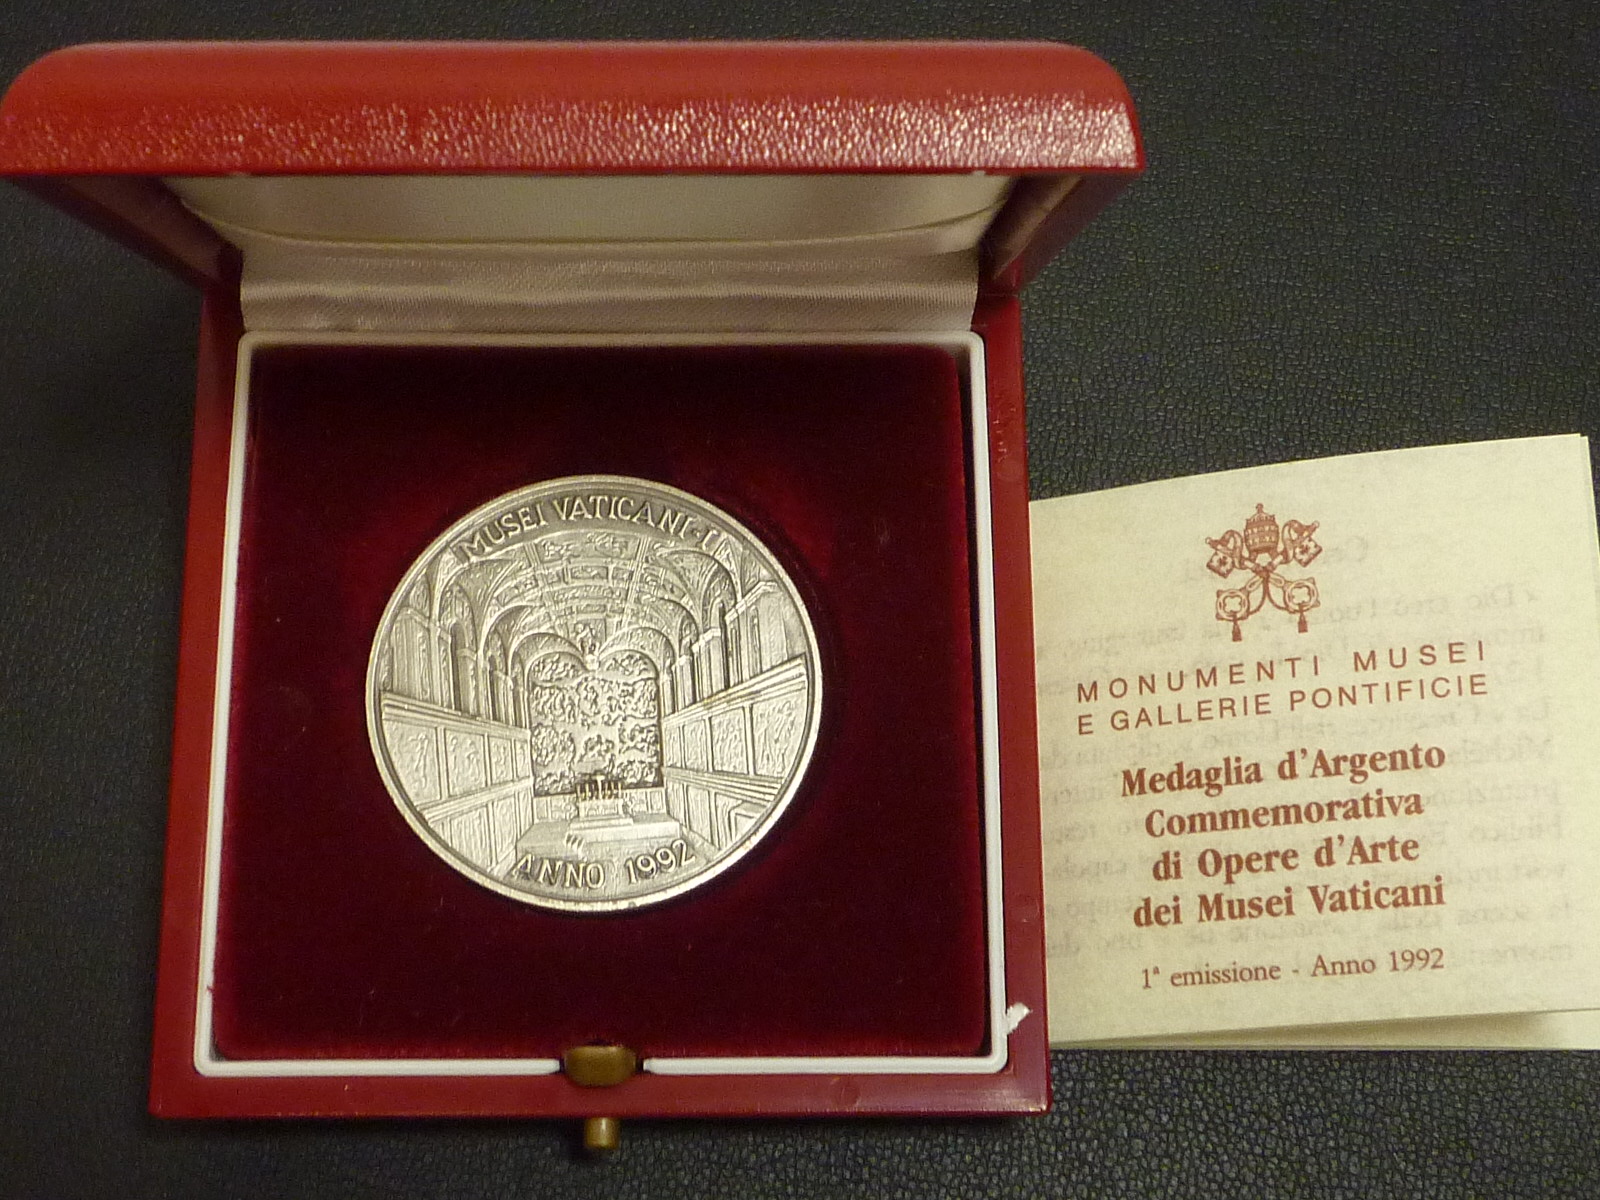 MUSEI VATICANI · I
ANNO 1992
MONUMENTI MUSEI
E GALLERIE PONTIFICIE
Medaglia d'Argento
Commemorativa
di Opere d'Arte
dei Musei Vaticani
1ª emissione - Anno 1992